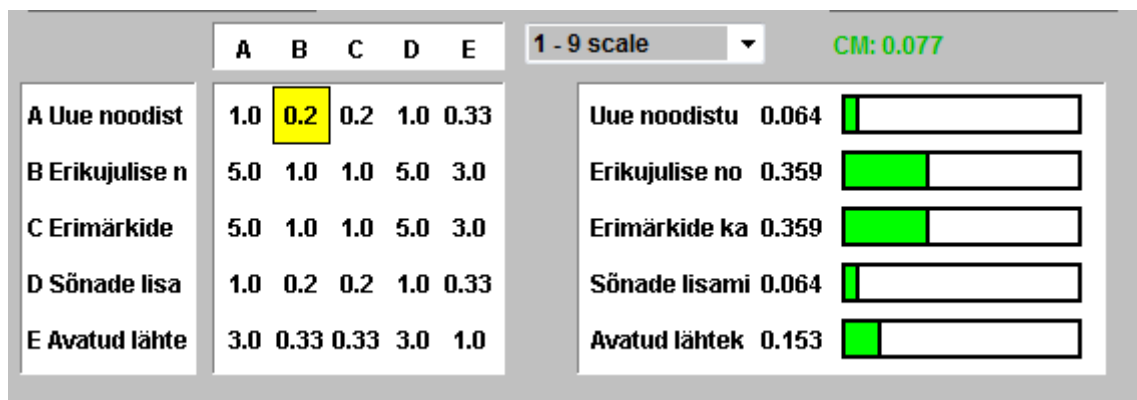 A B C D E 1 - 9 scale CM: 0.077
A Uue noodist 1.0 0.2 0.2 1.0 0.33 Uue noodistu 0.064
B Erikujulise n 5.0 1.0 1.0 5.0 3.0 Erikujulise no 0.359
C Erimärkide 5.0 1.0 1.0 5.0 3.0 Erimärkide ka 0.359
D Sõnade lisa 1.0 0.2 0.2 1.0 0.33 Sõnade lisami 0.064
E Avatud lähte 3.0 0.33 0.33 3.0 1.0 Avatud lähtek 0.153